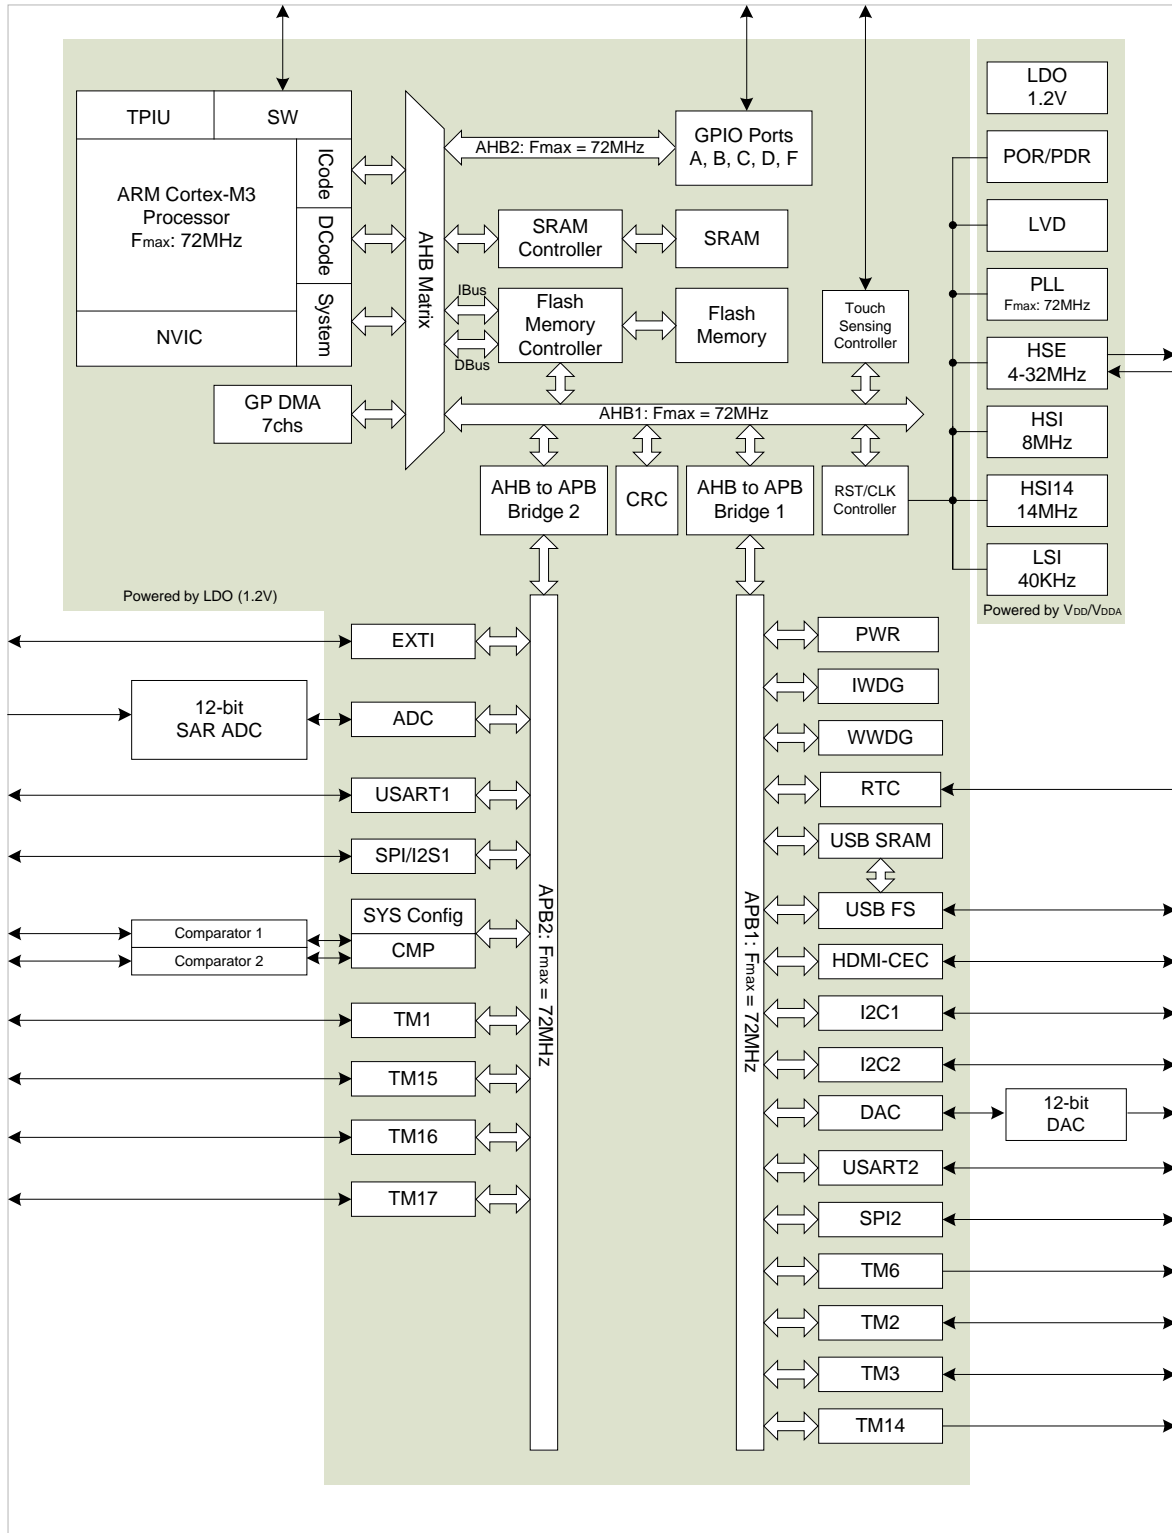 TPIU
SW
ARM Cortex-M3
Processor
Fmax: 72MHz
ICode
DCode
System
NVIC
GP DMA
7chs
AHB Matrix
AHB2: Fmax = 72MHz
GPIO Ports
A, B, C, D, F
SRAM
Controller
SRAM
IBus
DBus
Flash
Memory
Controller
Flash
Memory
Touch
Sensing
Controller
AHB1: Fmax = 72MHz
AHB to APB
Bridge 2
CRC
AHB to APB
Bridge 1
RST/CLK
Controller
LDO
1.2V
POR/PDR
LVD
PLL
Fmax: 72MHz
HSE
4-32MHz
HSI
8MHz
HSI14
14MHz
LSI
40KHz
Powered by VDD/VDDA
Powered by LDO (1.2V)
EXTI
12-bit
SAR ADC
ADC
USART1
SPI/I2S1
Comparator 1
Comparator 2
SYS Config
CMP
TM1
TM15
TM16
TM17
APB2: Fmax = 72MHz
APB1: Fmax = 72MHz
PWR
IWDG
WWDG
RTC
USB SRAM
USB FS
HDMI-CEC
I2C1
I2C2
DAC
12-bit
DAC
USART2
SPI2
TM6
TM2
TM3
TM14